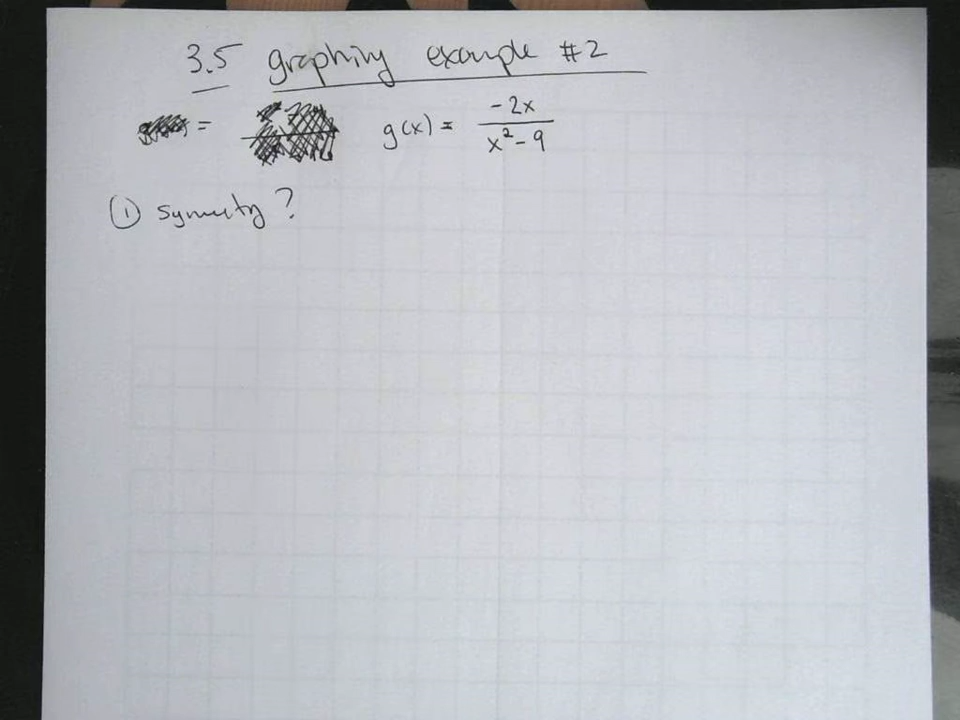 3.5 graphing example #2
= g(x) = -2x / x² - 9
① symmetry ?